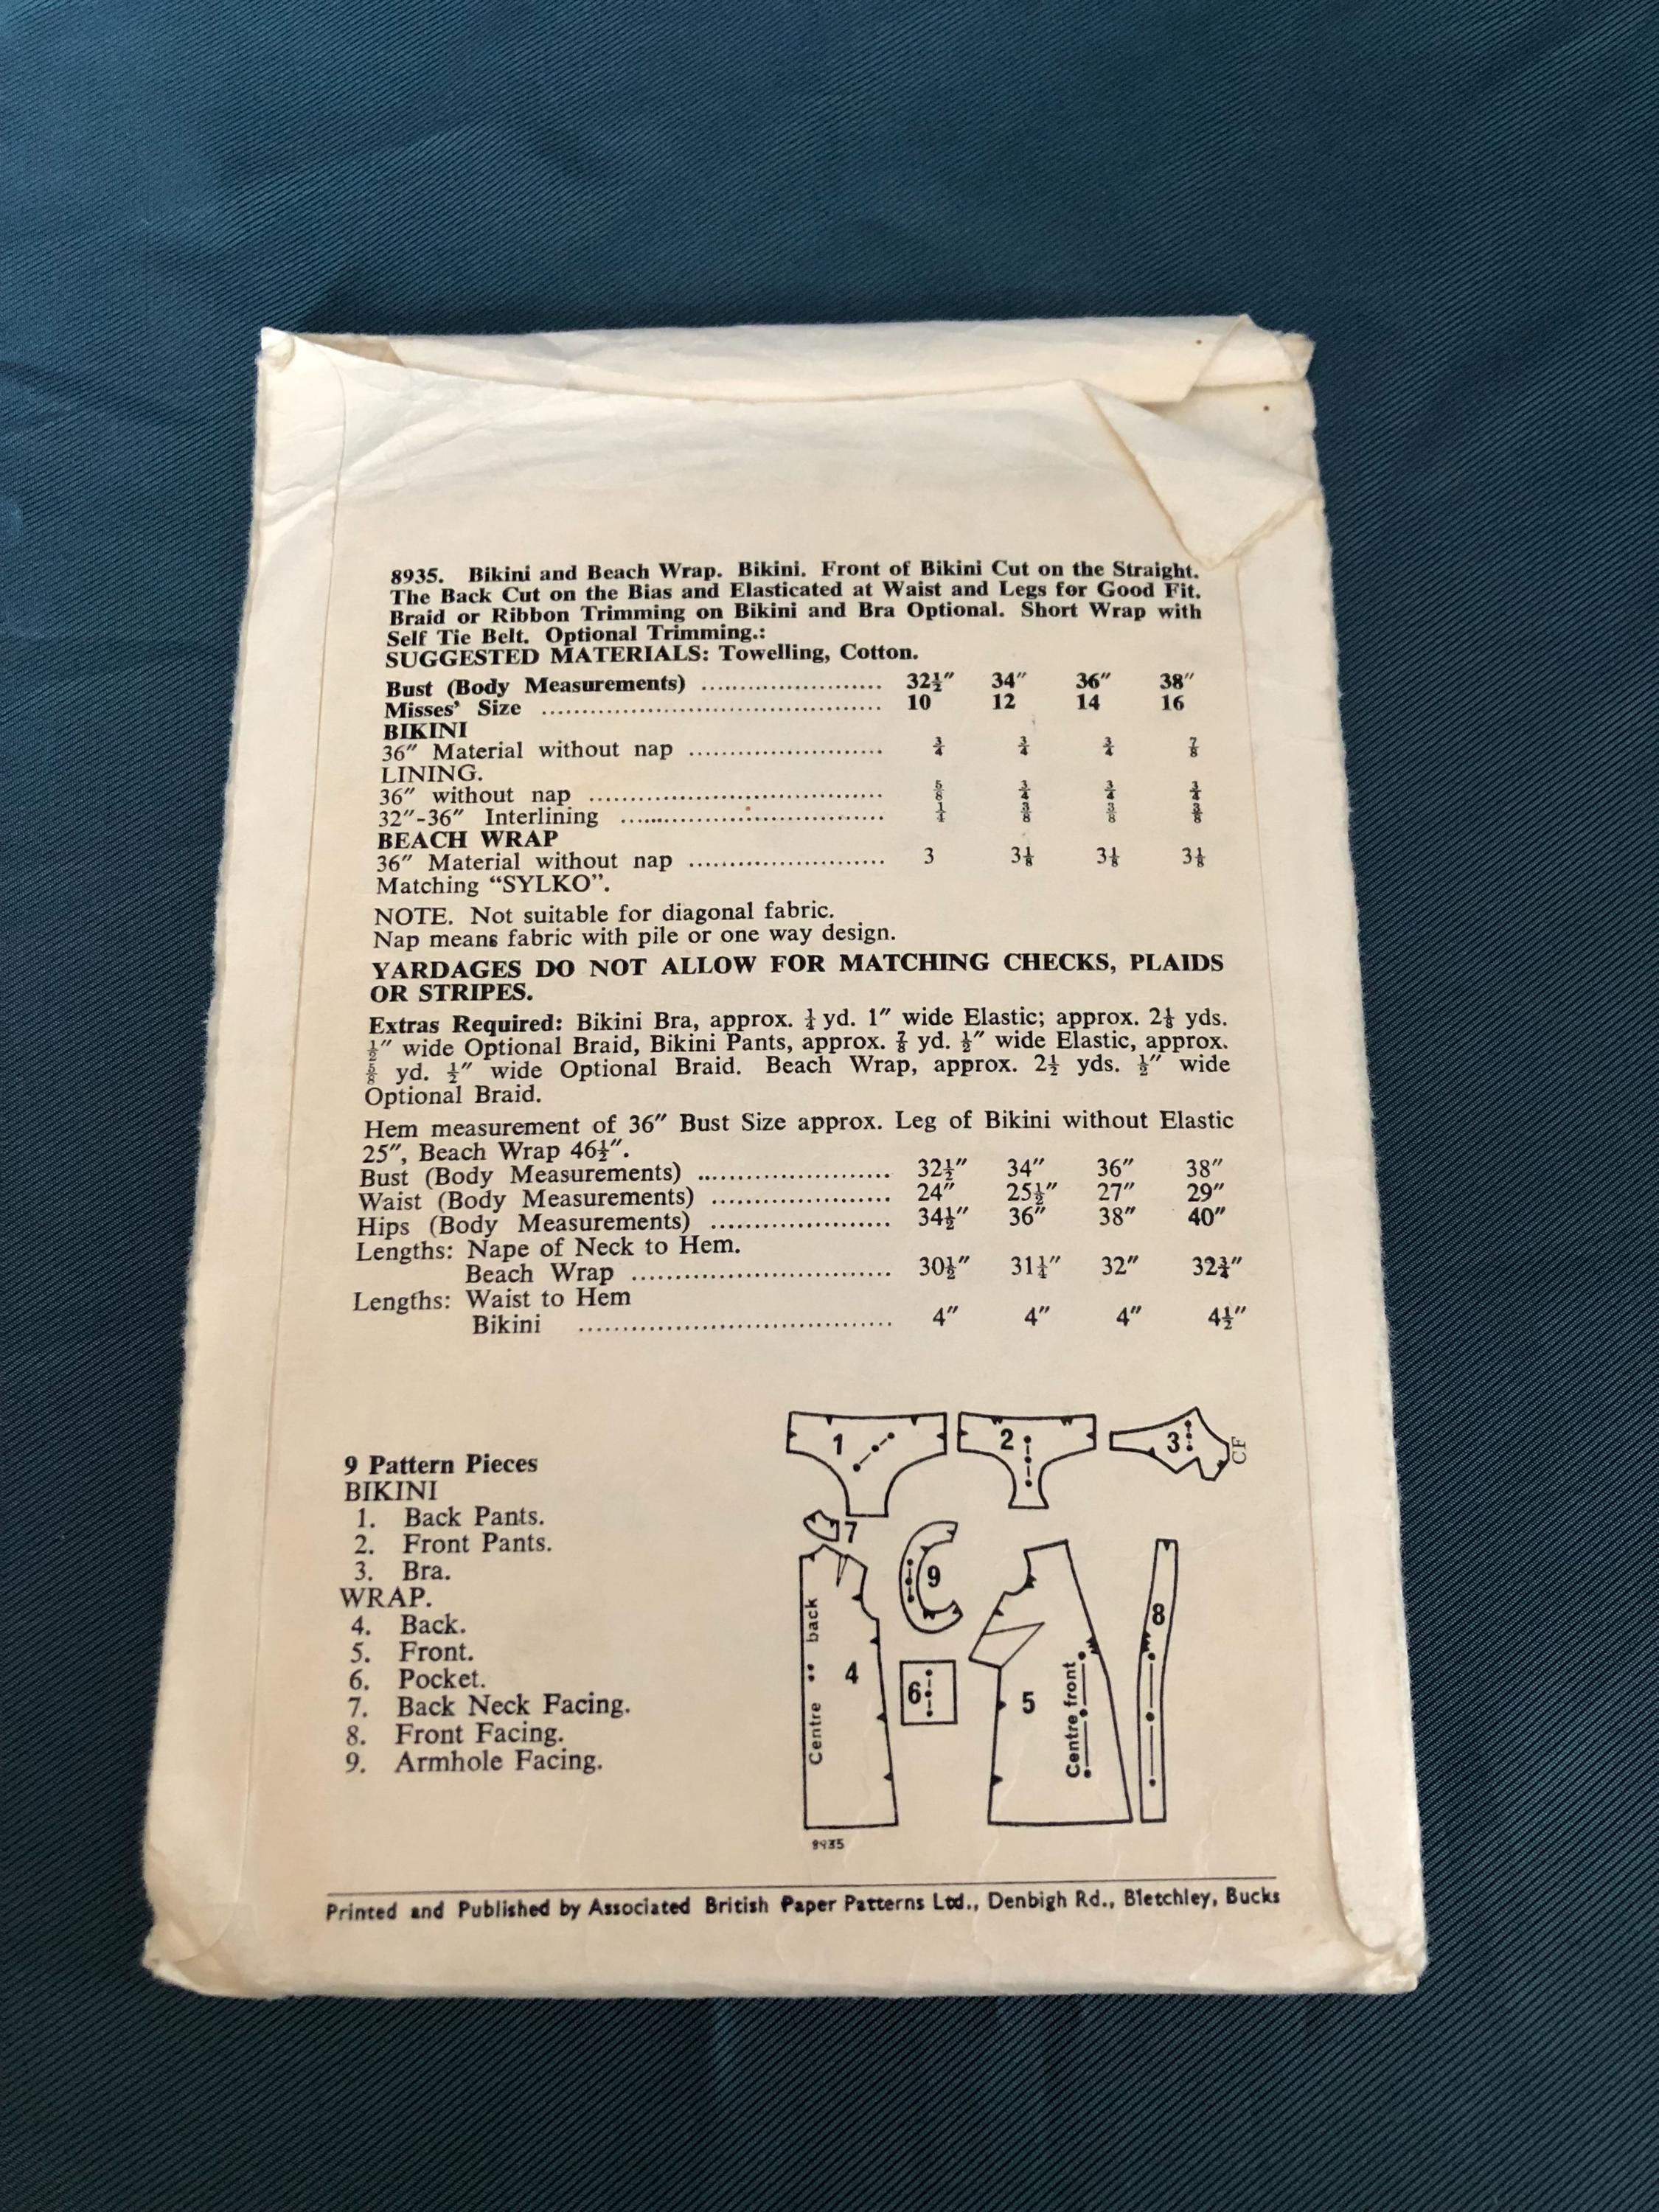 8935. Bikini and Beach Wrap. Bikini. Front of Bikini Cut on the Straight.
The Back Cut on the Bias and Elasticated at Waist and Legs for Good Fit.
Braid or Ribbon Trimming on Bikini and Bra Optional. Short Wrap with
Self Tie Belt. Optional Trimming.:
SUGGESTED MATERIALS: Towelling, Cotton.
Bust (Body Measurements) ........................ 32½″ 34″ 36″ 38″
Misses' Size ........................................ 10 12 14 16
BIKINI
36″ Material without nap ....................... ¾ ¾ ¾ ⅞
LINING.
36″ without nap .................................... ⅝ ¾ ¾ ¾
32″-36″ Interlining ................................ ¼ ⅜ ⅜ ⅜
BEACH WRAP
36″ Material without nap ....................... 3 3⅛ 3⅛ 3⅛
Matching “SYLKO”.
NOTE. Not suitable for diagonal fabric.
Nap means fabric with pile or one way design.
YARDAGES DO NOT ALLOW FOR MATCHING CHECKS, PLAIDS
OR STRIPES.
Extras Required: Bikini Bra, approx. ¼ yd. 1″ wide Elastic; approx. 2⅛ yds.
½″ wide Optional Braid, Bikini Pants, approx. ⅞ yd. ½″ wide Elastic, approx.
⅝ yd. ½″ wide Optional Braid. Beach Wrap, approx. 2½ yds. ½″ wide
Optional Braid.
Hem measurement of 36″ Bust Size approx. Leg of Bikini without Elastic
25″, Beach Wrap 46½″.
Bust (Body Measurements) ....................... 32½″ 34″ 36″ 38″
Waist (Body Measurements) ..................... 24″ 25½″ 27″ 29″
Hips (Body Measurements) ...................... 34½″ 36″ 38″ 40″
Lengths: Nape of Neck to Hem.
Beach Wrap .............................. 30½″ 31¼″ 32″ 32¾″
Lengths: Waist to Hem
Bikini .................................... 4″ 4″ 4″ 4½″
1 2 3 CF
9 Pattern Pieces
BIKINI
1. Back Pants.
2. Front Pants.
3. Bra.
WRAP.
4. Back.
5. Front.
6. Pocket.
7. Back Neck Facing.
8. Front Facing.
9. Armhole Facing.
7
9
8
Centre back 4
6
5 Centre front
8935
Printed and Published by Associated British Paper Patterns Ltd., Denbigh Rd., Bletchley, Bucks